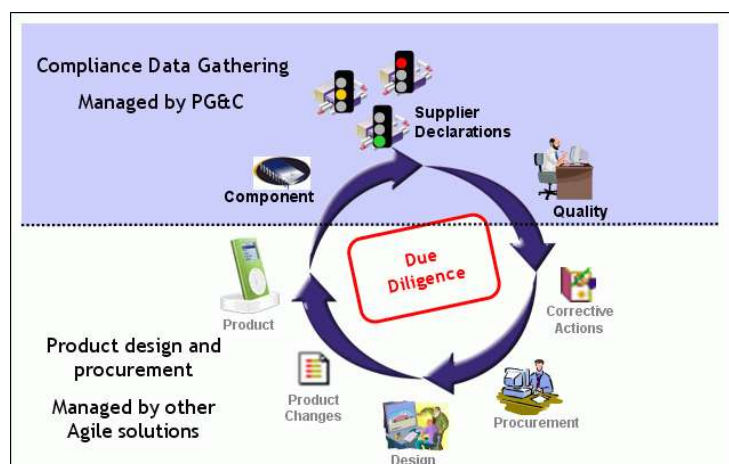 Compliance Data Gathering
Managed by PG&C
Supplier
Declarations
Component
Quality
Due
Diligence
Product
Corrective
Actions
Product design and
procurement
Managed by other
Agile solutions
Product
Changes
Procurement
Design